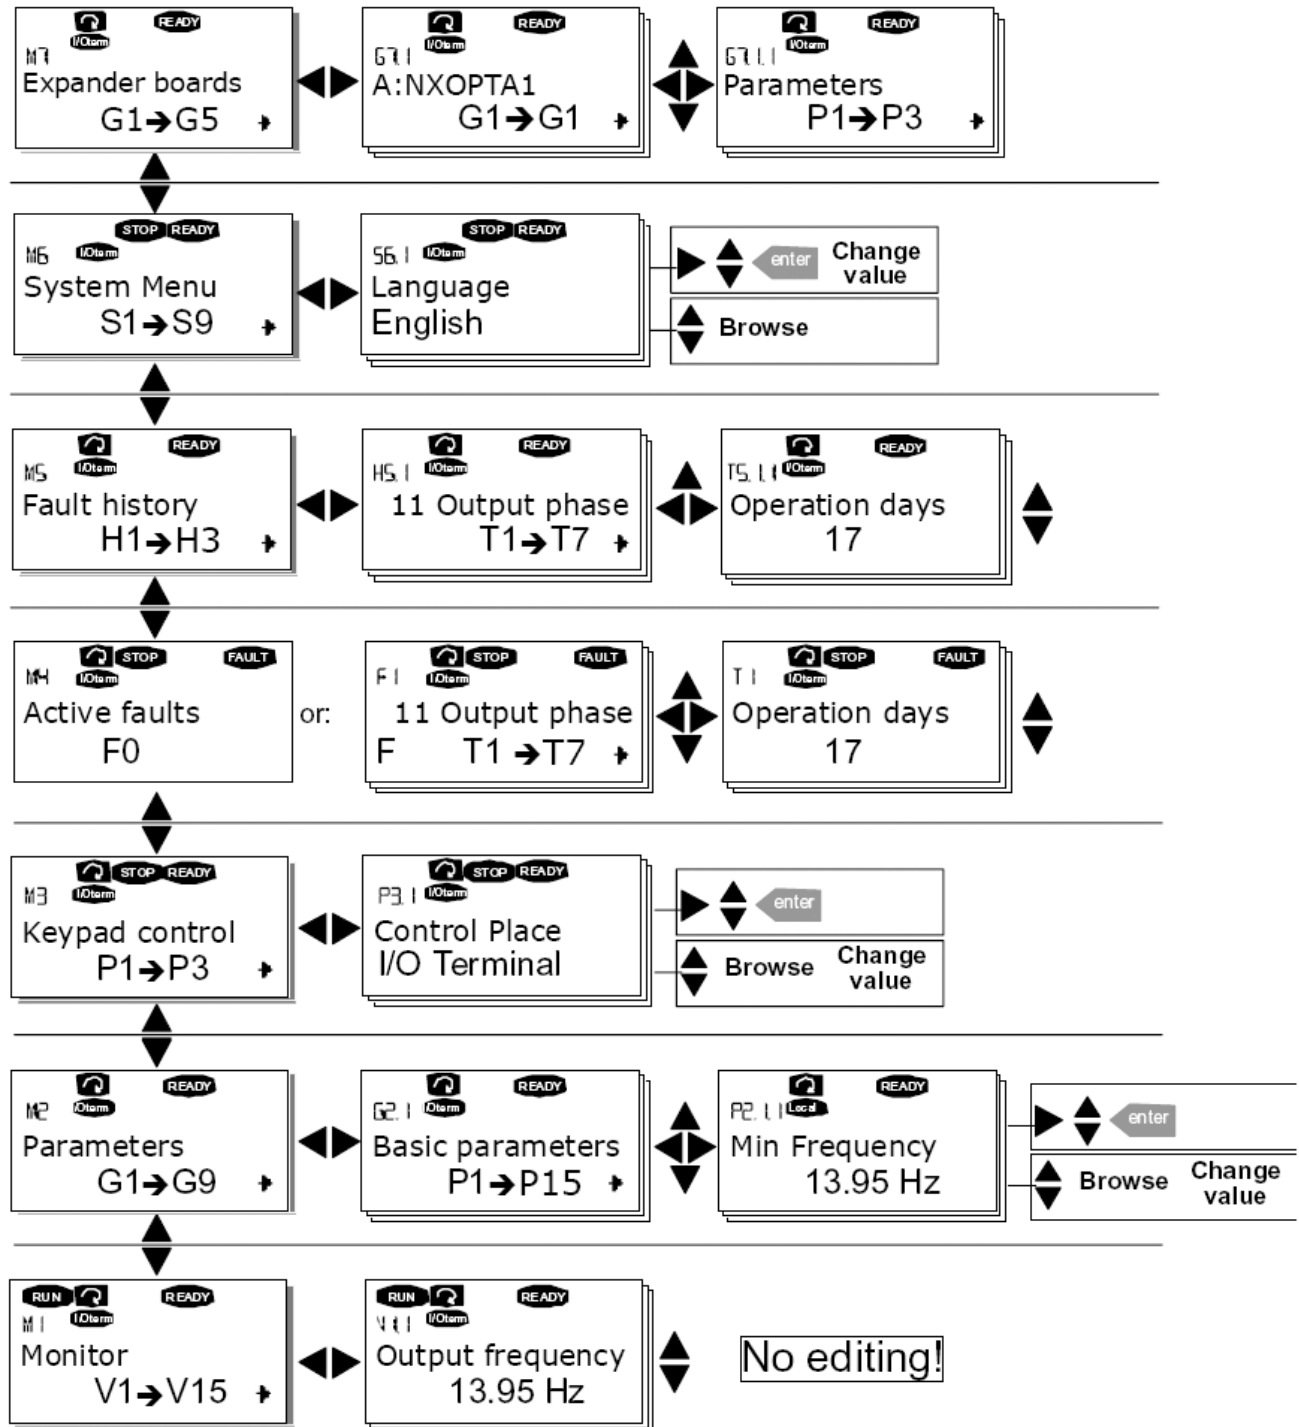 READY
I/Oterm
M7
Expander boards
G1➔G5
READY
I/Oterm
G7.1
A:NXOPTA1
G1➔G1
READY
I/Oterm
G7.1.1
Parameters
P1➔P3
STOP READY
M6 I/Oterm
System Menu
S1➔S9
STOP READY
S6.1 I/Oterm
Language
English
enter Change
value
Browse
READY
M5 I/Oterm
Fault history
H1➔H3
READY
H5.1 I/Oterm
11 Output phase
T1➔T7
READY
T5.1.1 I/Oterm
Operation days
17
STOP FAULT
M4 I/Oterm
Active faults
F0
or:
STOP FAULT
F1 I/Oterm
11 Output phase
F T1 ➔T7
STOP FAULT
T1 I/Oterm
Operation days
17
STOP READY
M3 I/Oterm
Keypad control
P1➔P3
STOP READY
P3.1 I/Oterm
Control Place
I/O Terminal
enter
Browse Change
value
READY
M2 /Oterm
Parameters
G1➔G9
READY
G2.1 /Oterm
Basic parameters
P1➔P15
READY
P2.1.1 Local
Min Frequency
13.95 Hz
enter
Browse Change
value
RUN READY
M1 I/Oterm
Monitor
V1➔V15
RUN READY
V1.1 I/Oterm
Output frequency
13.95 Hz
No editing!